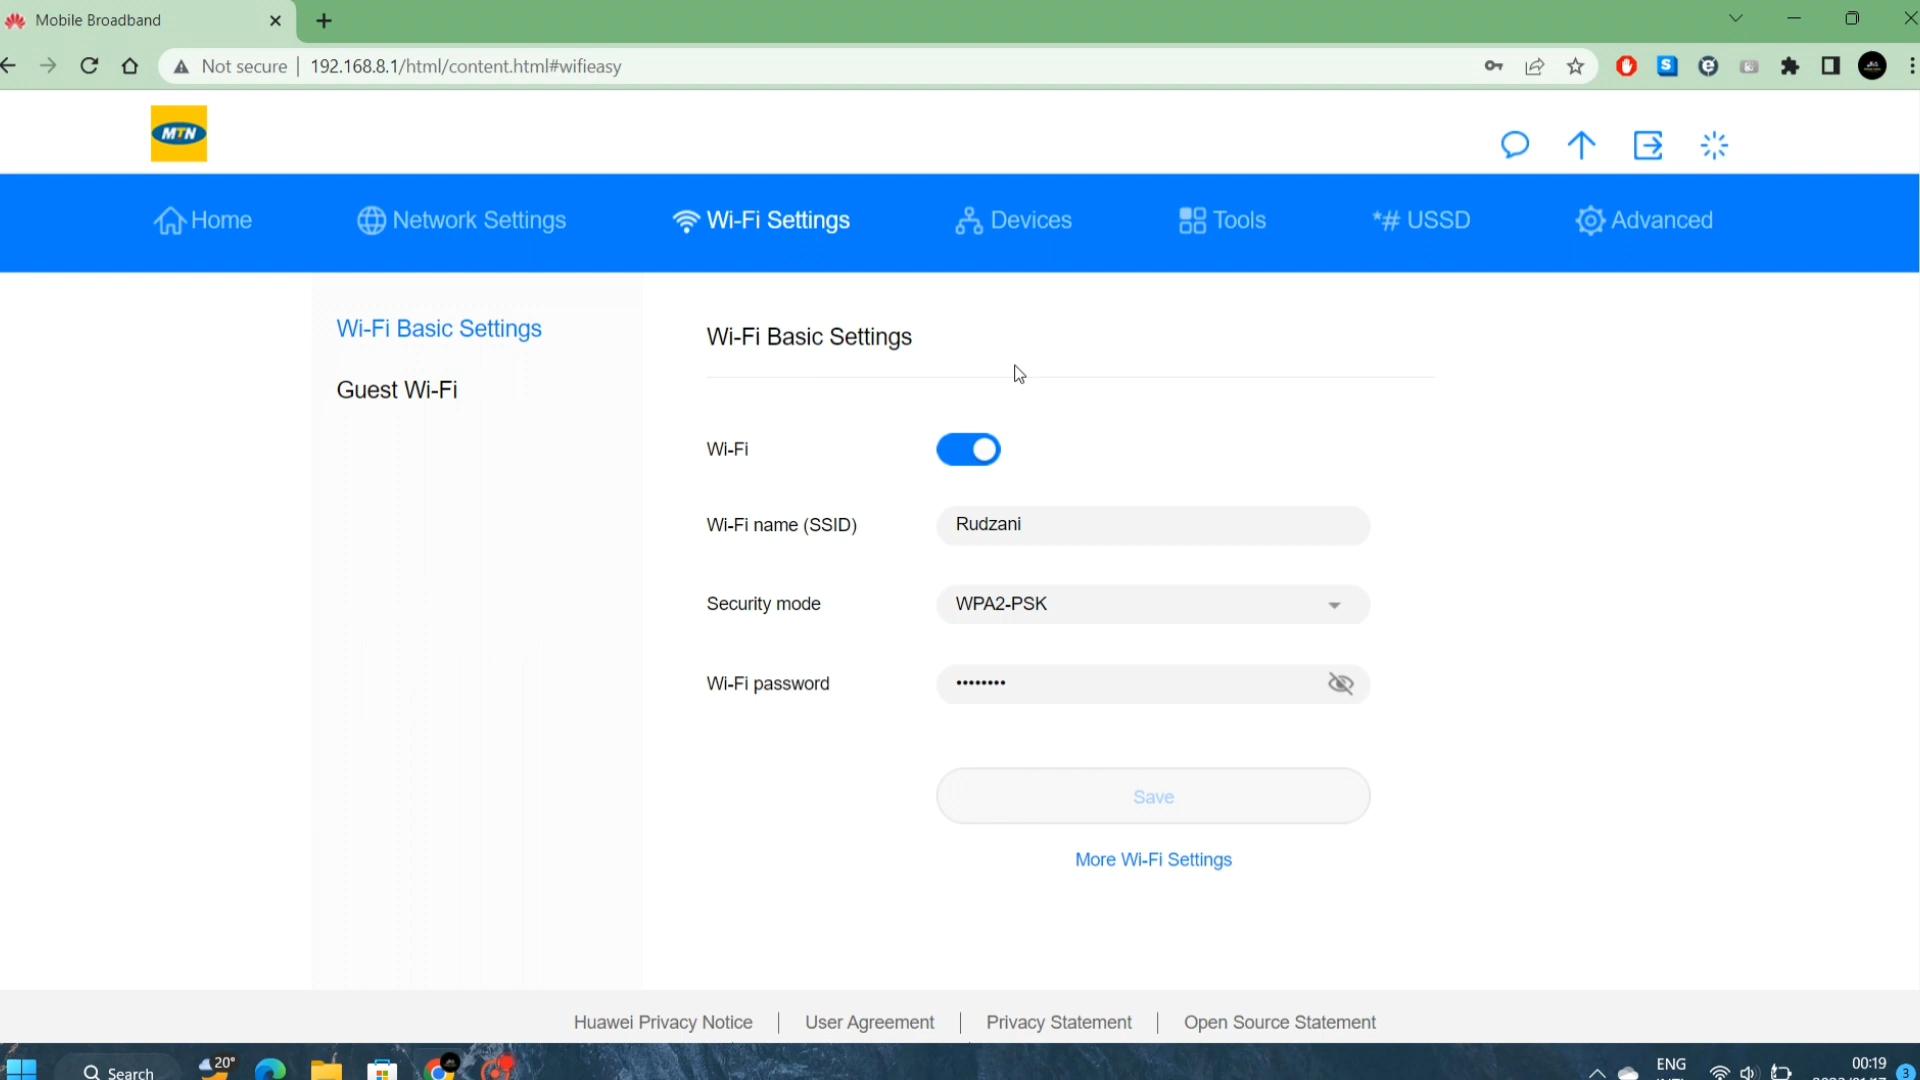 Mobile Broadband
Not secure | 192.168.8.1/html/content.html#wifieasy
MTN
Home
Network Settings
Wi-Fi Settings
Devices
Tools
*# USSD
Advanced
Wi-Fi Basic Settings
Guest Wi-Fi
Wi-Fi Basic Settings
Wi-Fi
Wi-Fi name (SSID)
Rudzani
Security mode
WPA2-PSK
Wi-Fi password
••••••••
Save
More Wi-Fi Settings
Huawei Privacy Notice | User Agreement | Privacy Statement | Open Source Statement
20°
Search
ENG
00:19
3